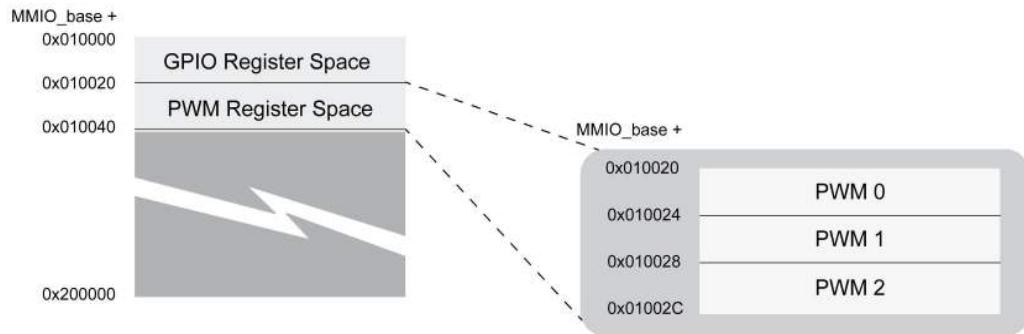 MMIO_base +
0x010000
GPIO Register Space
0x010020
PWM Register Space
0x010040
0x200000
MMIO_base +
0x010020
PWM 0
0x010024
PWM 1
0x010028
PWM 2
0x01002C